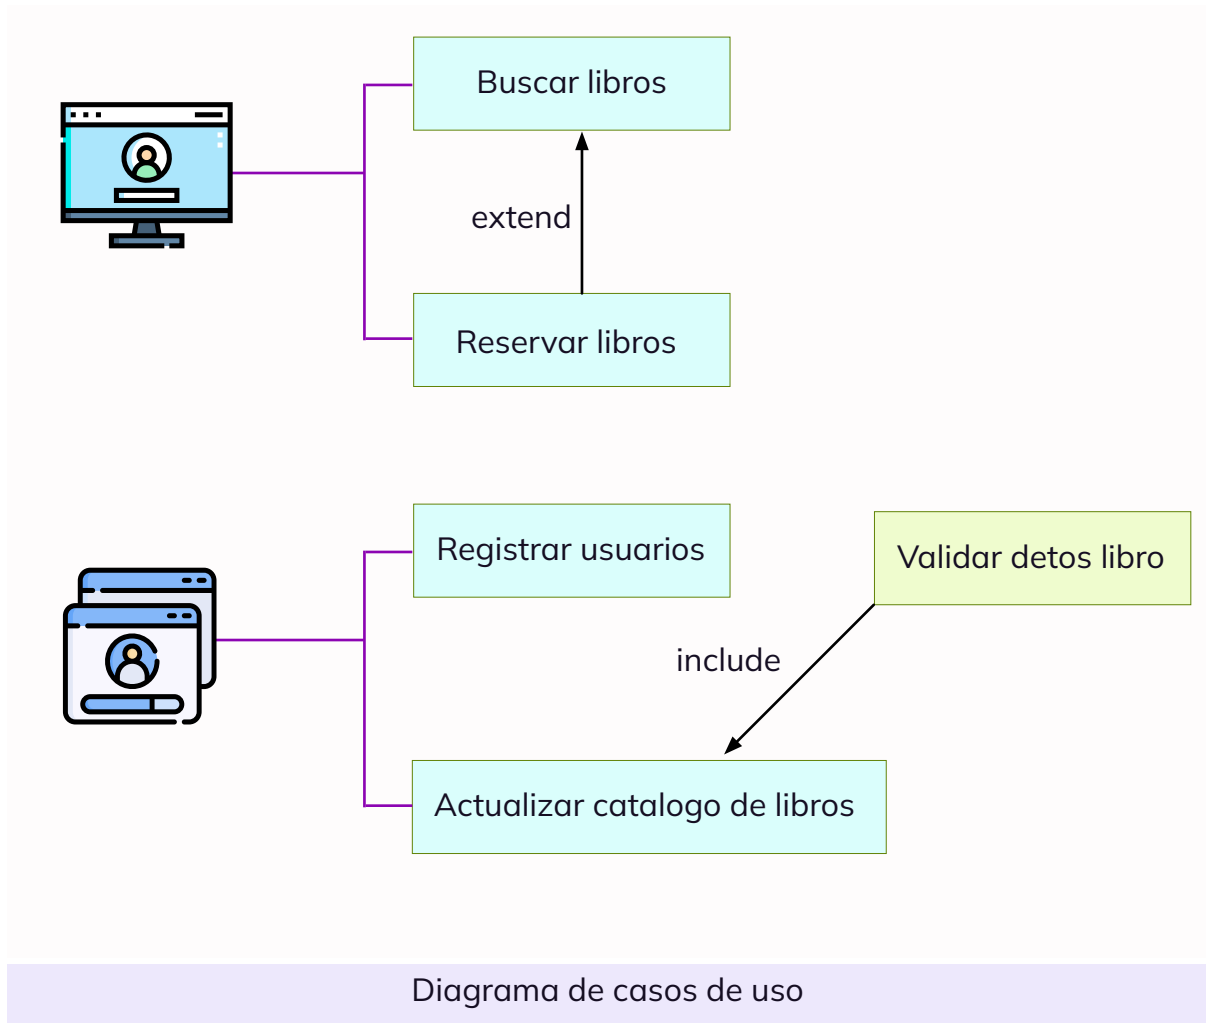 Buscar libros
extend
Reservar libros
Registrar usuarios
Validar detos libro
include
Actualizar catalogo de libros
Diagrama de casos de uso